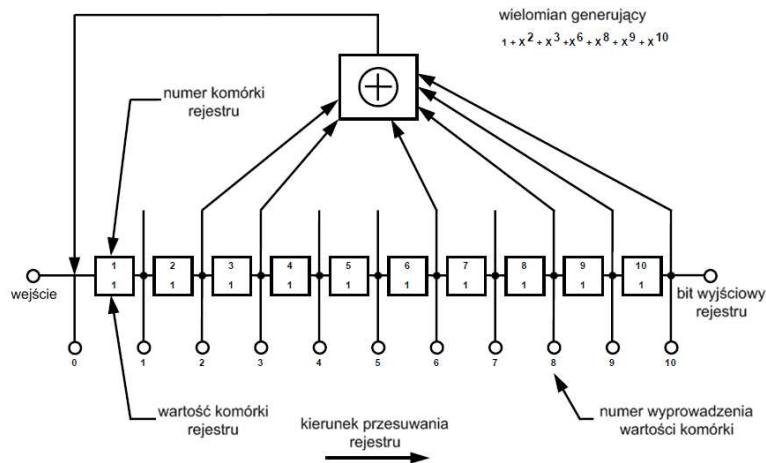 wielomian generujący
1 + X² + X³ + X⁶ + X⁸ + X⁹ + X¹⁰
numer komórki
rejestru
1 2 3 4 5 6 7 8 9 10
1 1 1 1 1 1 1 1 1 1
wejście
bit wyjściowy
rejestru
0 1 2 3 4 5 6 7 8 9 10
wartość komórki
rejestru
kierunek przesuwania
rejestru
numer wyprowadzenia
wartości komórki